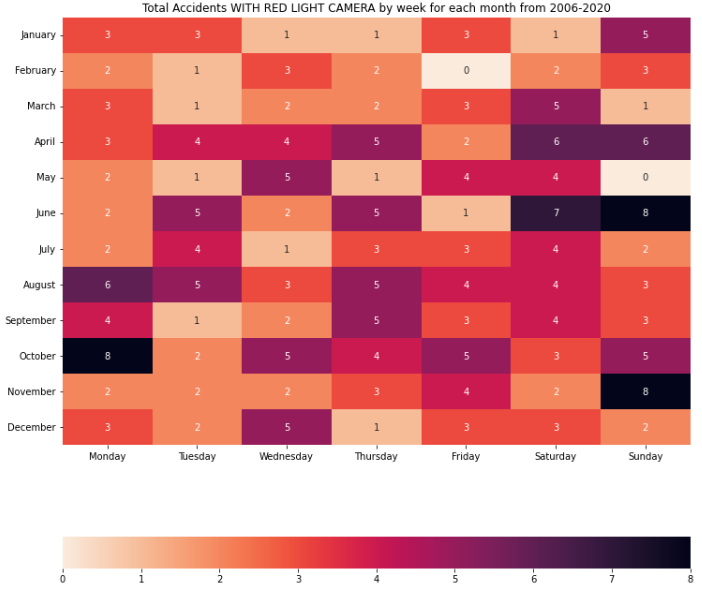 Total Accidents WITH RED LIGHT CAMERA by week for each month from 2006-2020
January 3 3 1 1 3 1 5
February 2 1 3 2 0 2 3
March 3 1 2 2 3 5 1
April 3 4 4 5 2 6 6
May 2 1 5 1 4 4 0
June 2 5 2 5 1 7 8
July 2 4 1 3 3 4 2
August 6 5 3 5 4 4 3
September 4 1 2 5 3 4 3
October 8 2 5 4 5 3 5
November 2 2 2 3 4 2 8
December 3 2 5 1 3 3 2
Monday Tuesday Wednesday Thursday Friday Saturday Sunday
0 1 2 3 4 5 6 7 8